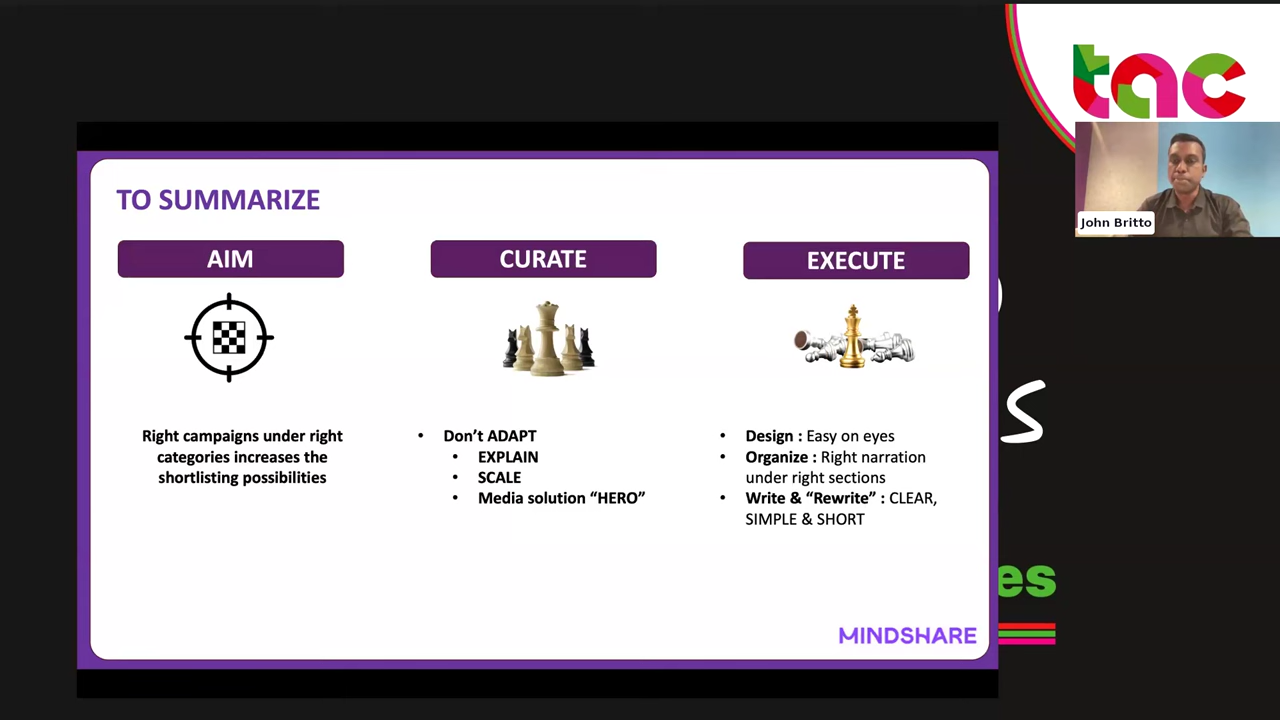 tac
John Britto
TO SUMMARIZE
AIM
Right campaigns under right
categories increases the
shortlisting possibilities
CURATE
• Don’t ADAPT
• EXPLAIN
• SCALE
• Media solution “HERO”
EXECUTE
• Design : Easy on eyes
• Organize : Right narration
under right sections
• Write & “Rewrite” : CLEAR,
SIMPLE & SHORT
MINDSHARE
s
es